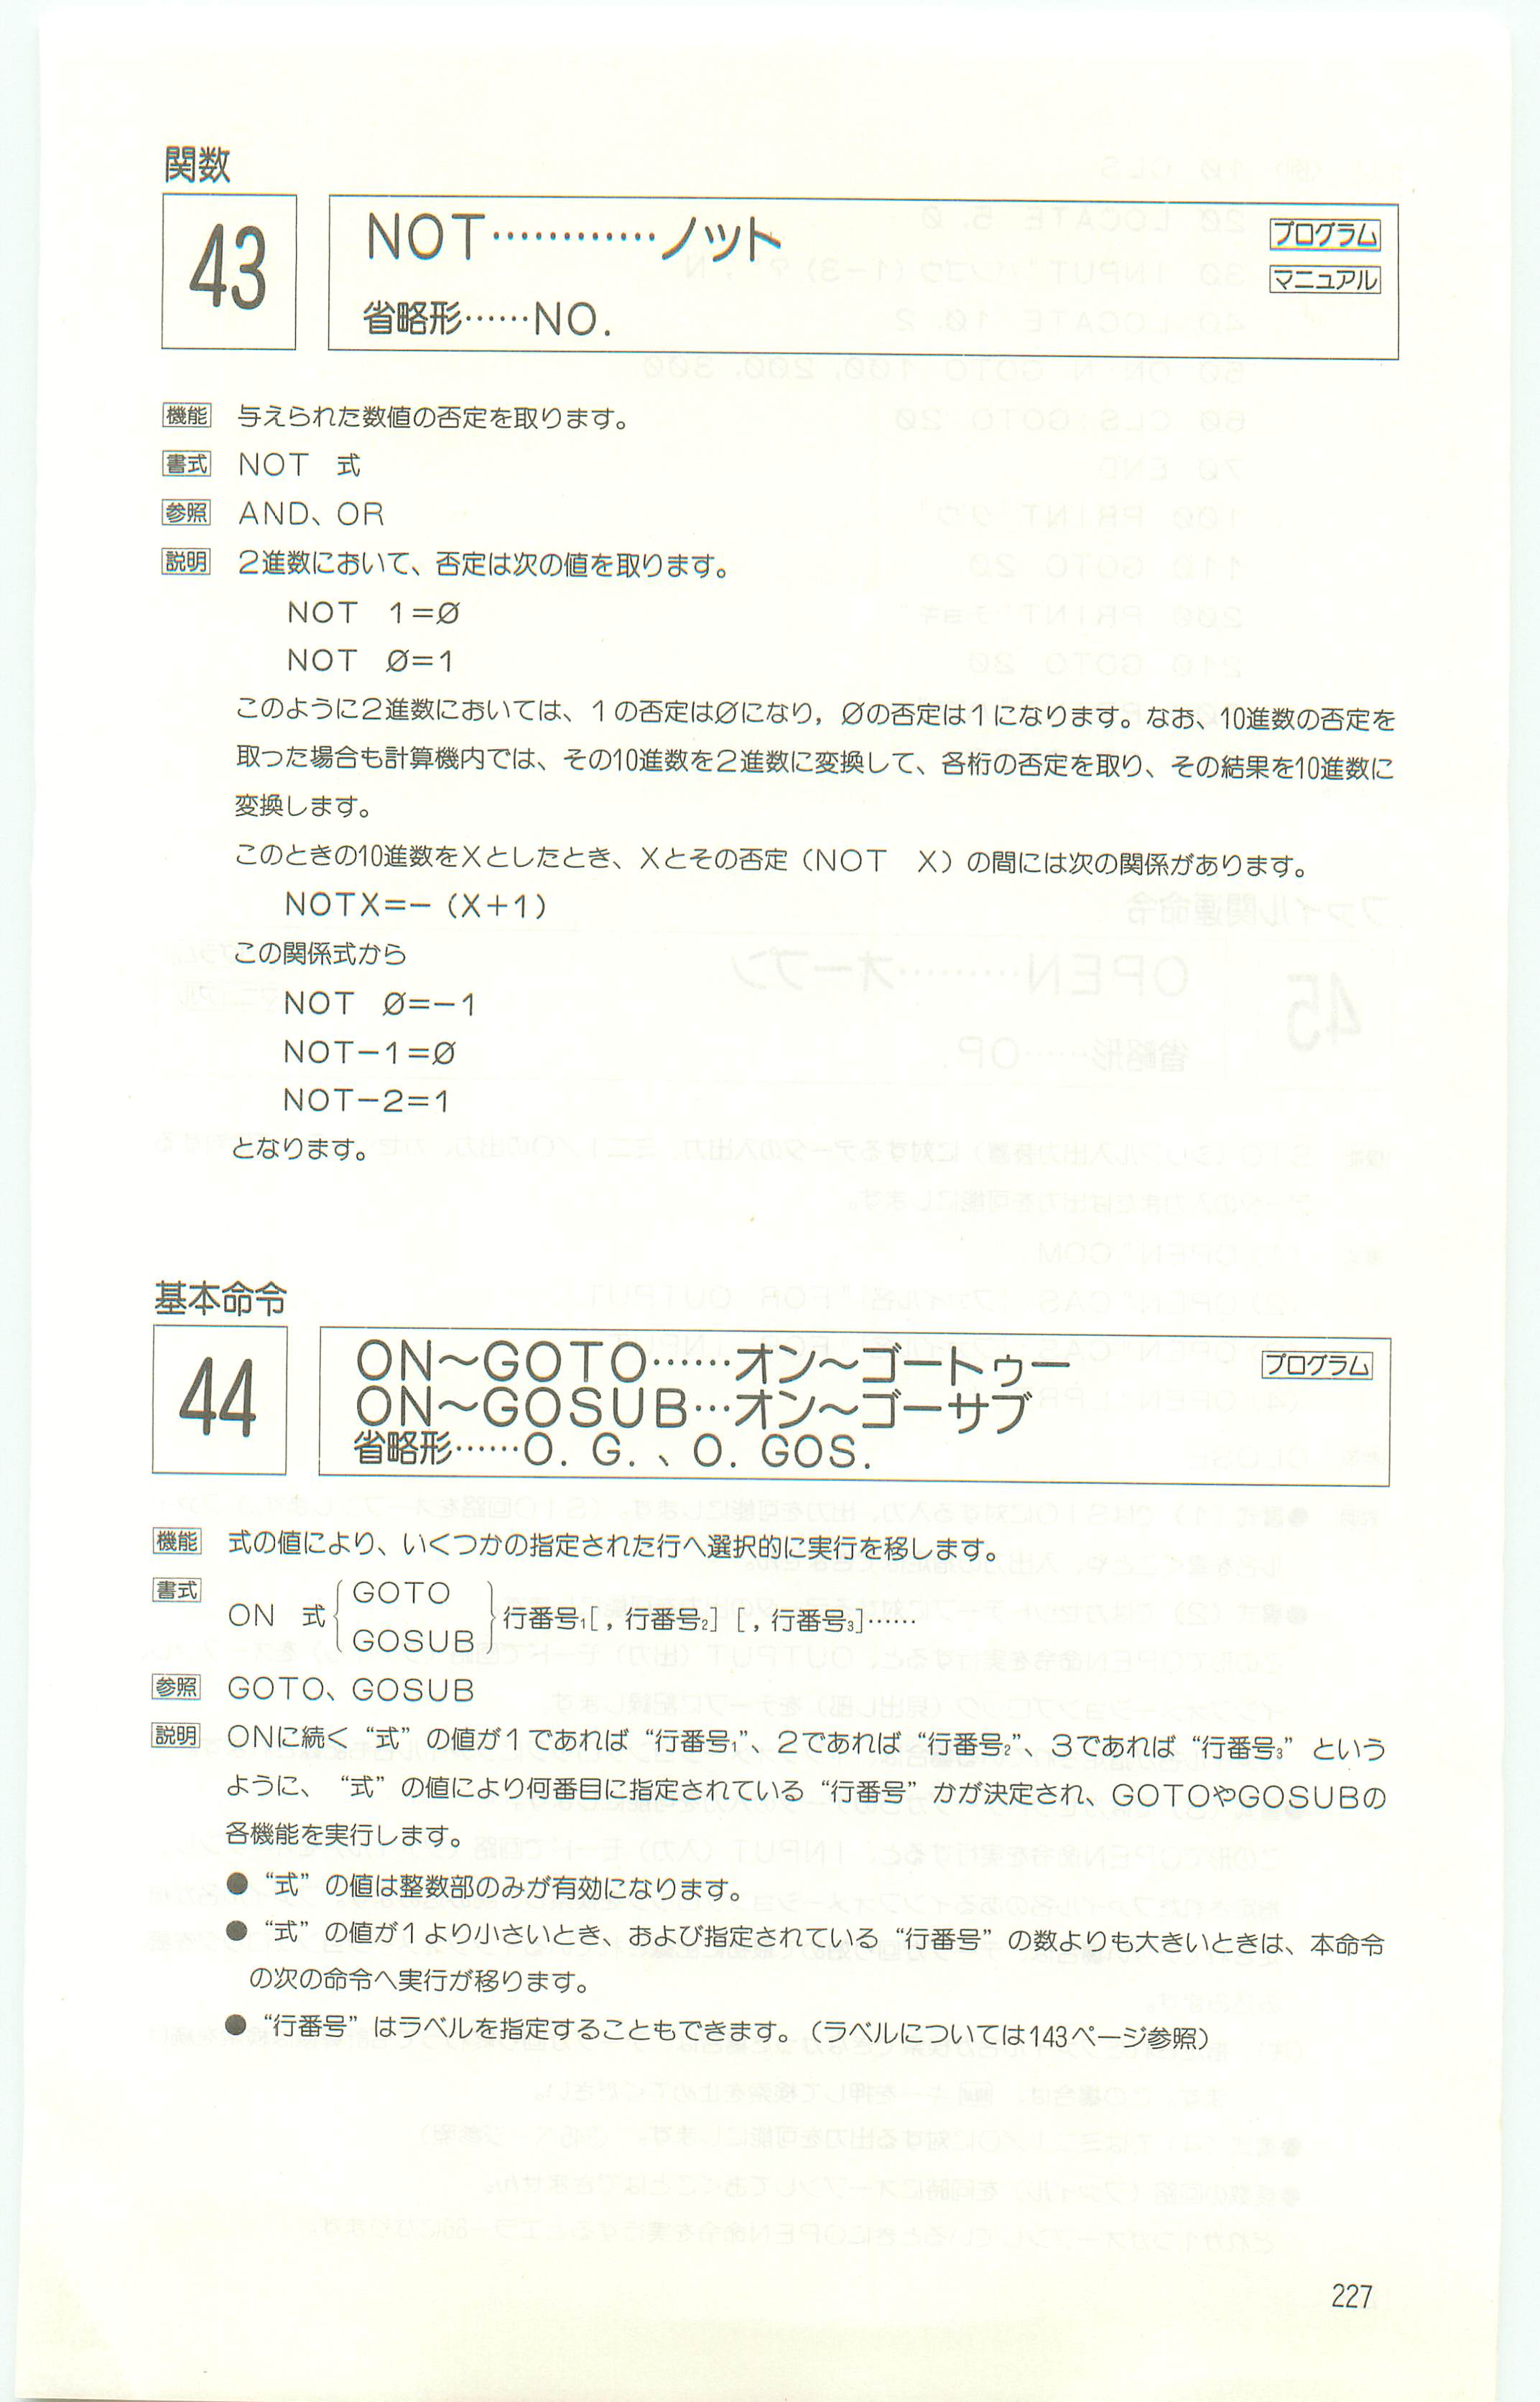 関数
43
NOT…………ノット
プログラム
マニュアル
省略形……NO.
機能 与えられた数値の否定を取ります。
書式 NOT 式
参照 AND、OR
説明 2進数において、否定は次の値を取ります。
NOT 1=Ø
NOT Ø=1
このように2進数においては、1の否定はØになり，Øの否定は1になります。なお、10進数の否定を
取った場合も計算機内では、その10進数を2進数に変換して、各桁の否定を取り、その結果を10進数に
変換します。
このときの10進数をXとしたとき、Xとその否定（NOT X）の間には次の関係があります。
NOTX=−（X+1）
この関係式から
NOT Ø=−1
NOT−1=Ø
NOT−2=1
となります。
基本命令
44
ON〜GOTO……オン〜ゴートゥー
プログラム
ON〜GOSUB…オン〜ゴーサブ
省略形……O. G. 、O. GOS.
機能 式の値により、いくつかの指定された行へ選択的に実行を移します。
書式 ON 式{GOTO
GOSUB}行番号₁[，行番号₂] [，行番号₃]……
参照 GOTO、GOSUB
説明 ONに続く“式”の値が1であれば“行番号₁”、2であれば“行番号₂”、3であれば“行番号₃”という
ように、“式”の値により何番目に指定されている“行番号”かが決定され、GOTOやGOSUBの
各機能を実行します。
●“式”の値は整数部のみが有効になります。
●“式”の値が1より小さいとき、および指定されている“行番号”の数よりも大きいときは、本命令
の次の命令へ実行が移ります。
●“行番号”はラベルを指定することもできます。（ラベルについては143ページ参照）
227